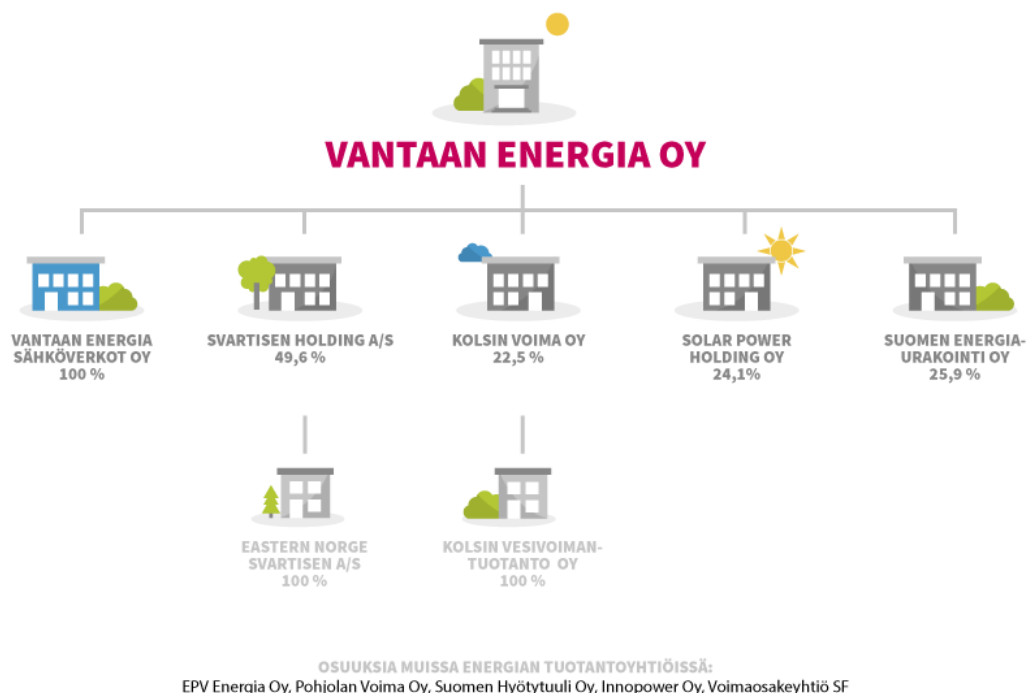 VANTAAN ENERGIA OY
VANTAAN ENERGIA
SÄHKÖVERKOT OY
100 %
SVARTISEN HOLDING A/S
49,6 %
KOLSIN VOIMA OY
22,5 %
SOLAR POWER
HOLDING OY
24,1%
SUOMEN ENERGIA-
URAKOINTI OY
25,9 %
EASTERN NORGE
SVARTISEN A/S
100 %
KOLSIN VESIVOIMAN-
TUOTANTO OY
100 %
OSUUKSIA MUISSA ENERGIAN TUOTANTOYHTIÖISSÄ:
EPV Energia Oy, Pohjolan Voima Oy, Suomen Hyötytuuli Oy, Innopower Oy, Voimaosakeyhtiö SF